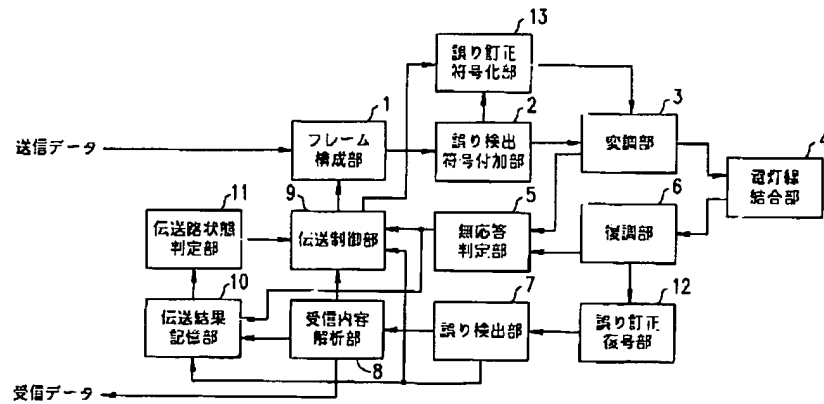 13
誤り訂正
符号化部
1
2
3
送信データ
フレーム
構成部
誤り検出
符号付加部
変調部
4
電灯線
結合部
11
9
5
6
伝送路状態
判定部
伝送制御部
無応答
判定部
復調部
10
7
12
伝送結果
記憶部
受信内容
解析部
誤り検出部
誤り訂正
復号部
8
受信データ